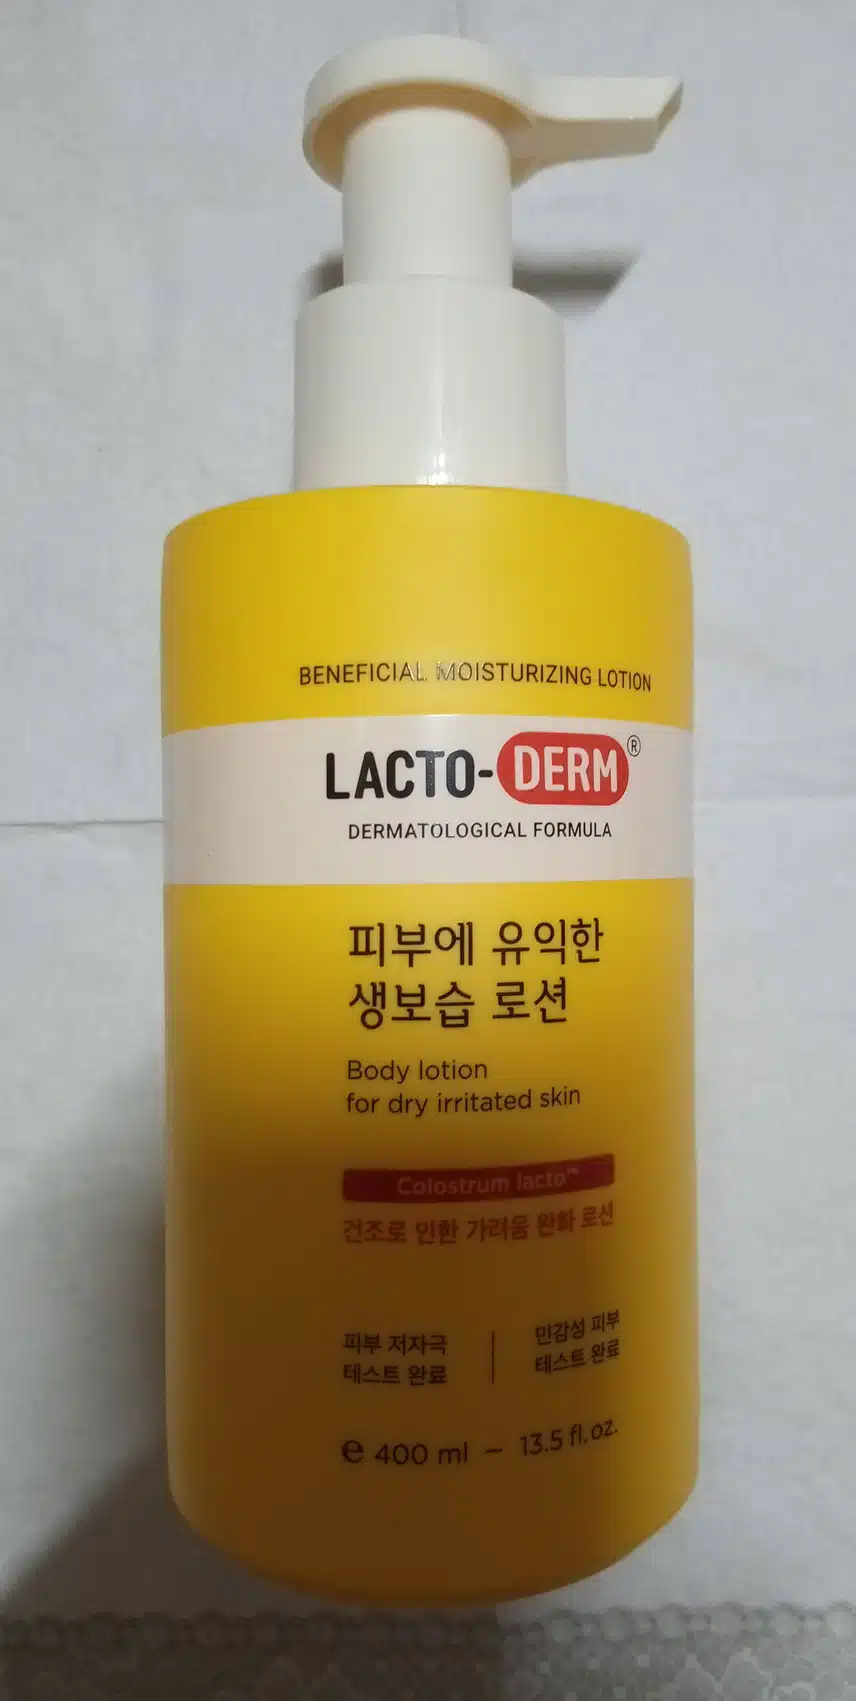 BENEFICIAL MOISTURIZING LOTION
LACTO-DERM®
DERMATOLOGICAL FORMULA
피부에 유익한
생보습 로션
Body lotion
for dry irritated skin
Colostrum lacto™
건조로 인한 가려움 완화 로션
피부 저자극
테스트 완료
민감성 피부
테스트 완료
℮ 400 ml — 13.5 fl.oz.